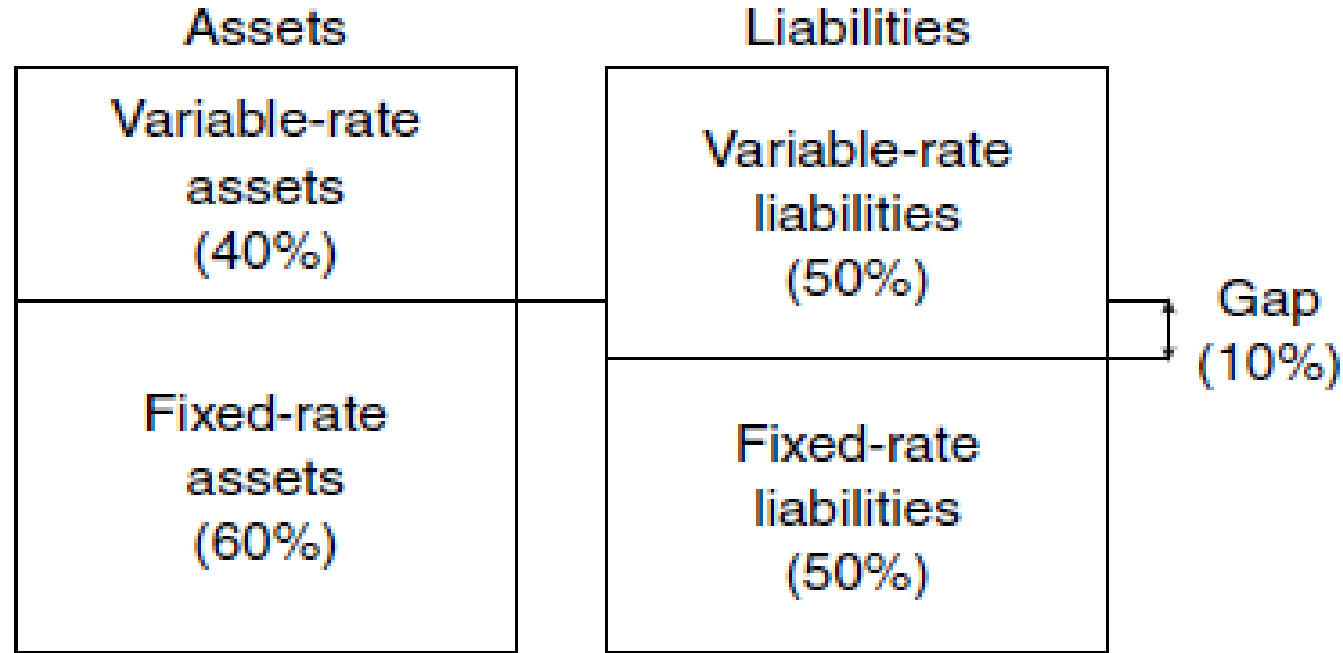 Assets
Variable-rate
assets
(40%)
Fixed-rate
assets
(60%)
Liabilities
Variable-rate
liabilities
(50%)
Fixed-rate
liabilities
(50%)
Gap
(10%)